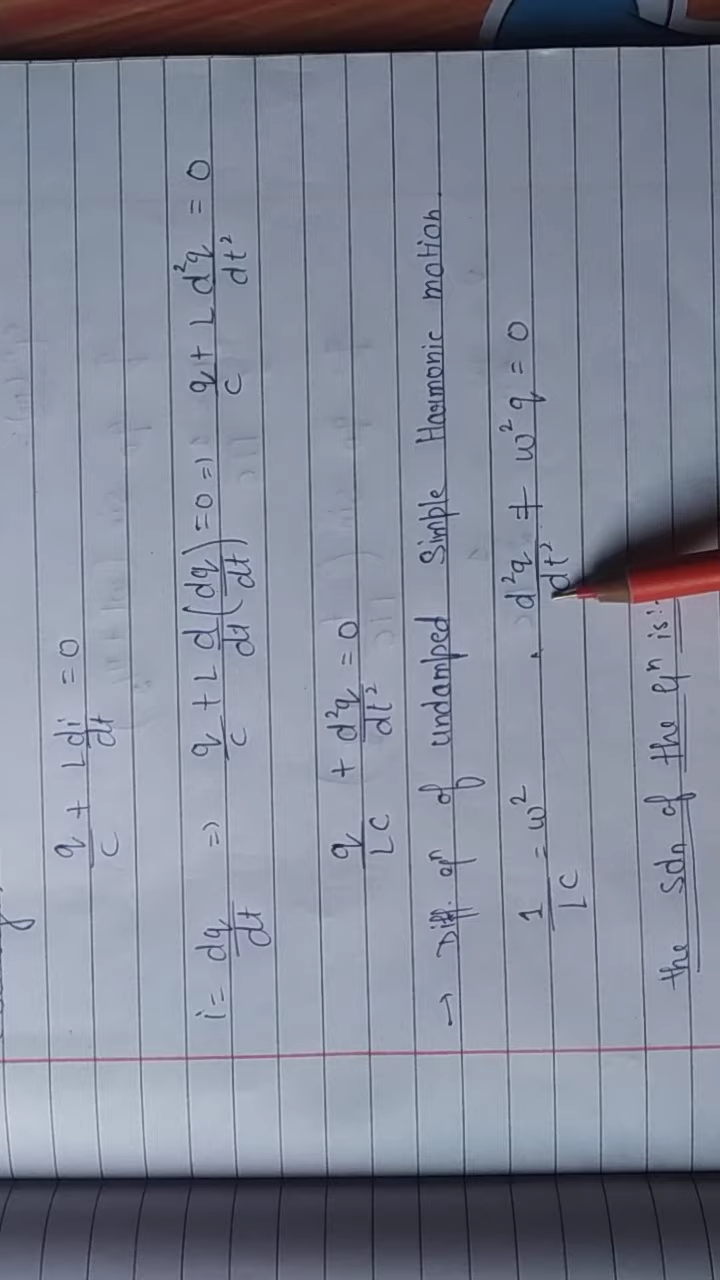 q/c + L di/dt = 0
i = dq/dt => q/c + L d/dt (dq/dt) = 0 => q/c + L d²q/dt² = 0
q/LC + d²q/dt² = 0
→ Diff. eqⁿ of undamped Simple Harmonic motion.
1/LC = ω² . d²q/dt² + ω²q = 0
the soln of the Eqⁿ is:-